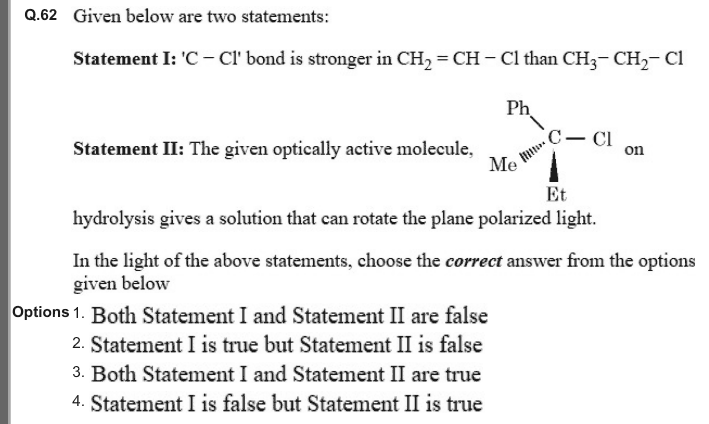 Q.62 Given below are two statements:
Statement I: 'C – Cl' bond is stronger in CH₂ = CH – Cl than CH₃– CH₂– Cl
Ph
C — Cl
Statement II: The given optically active molecule, on
Me
Et
hydrolysis gives a solution that can rotate the plane polarized light.
In the light of the above statements, choose the correct answer from the options
given below
Options 1. Both Statement I and Statement II are false
2. Statement I is true but Statement II is false
3. Both Statement I and Statement II are true
4. Statement I is false but Statement II is true